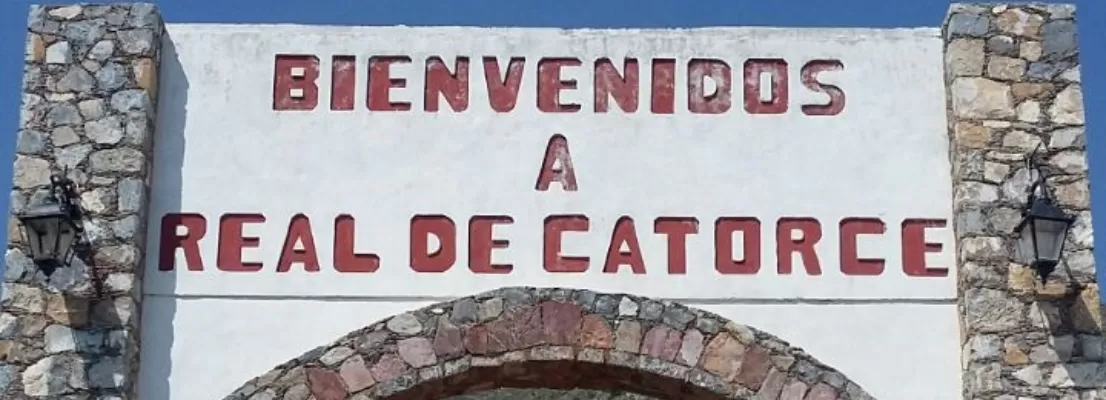 BIENVENIDOS
A
REAL DE CATORCE